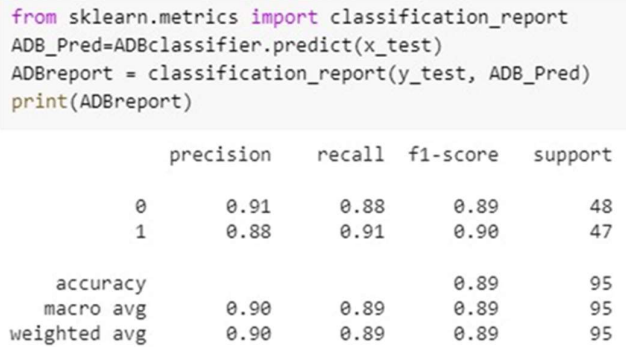 from sklearn.metrics import classification_report
ADB_Pred=ADBclassifier.predict(x_test)
ADBreport = classification_report(y_test, ADB_Pred)
print(ADBreport)
precision recall f1-score support
0 0.91 0.88 0.89 48
1 0.88 0.91 0.90 47
accuracy 0.89 95
macro avg 0.90 0.89 0.89 95
weighted avg 0.90 0.89 0.89 95